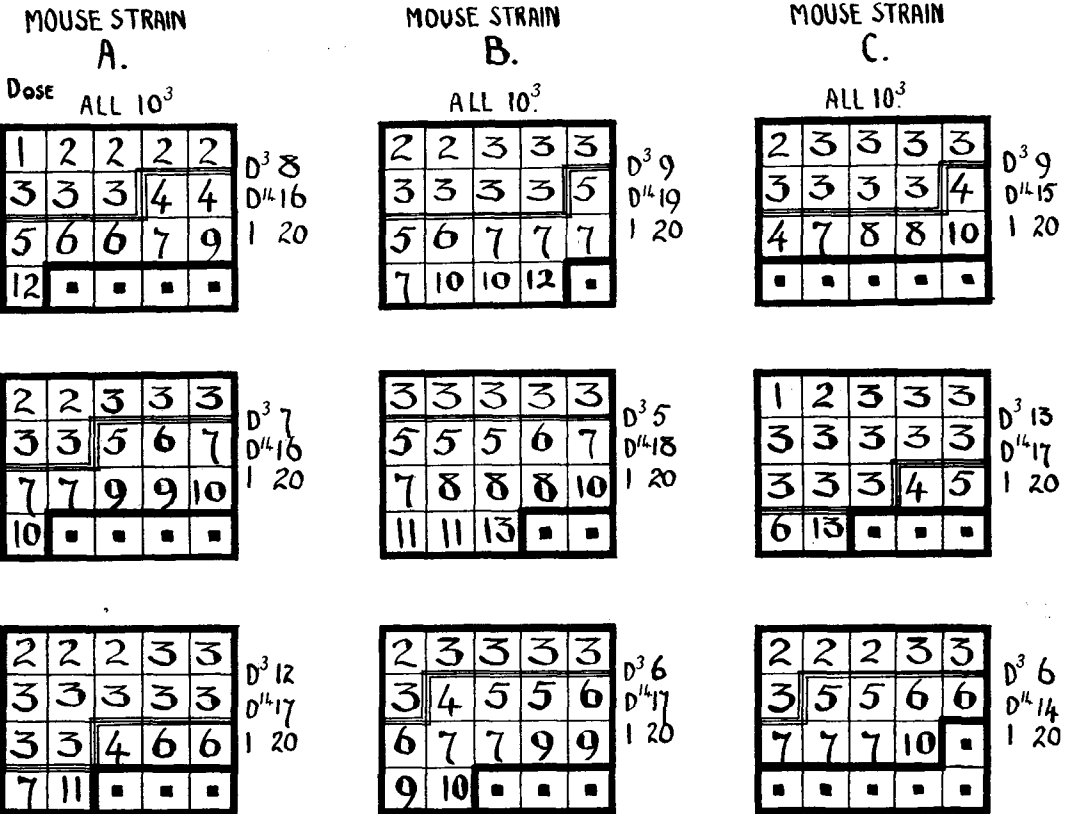 MOUSE STRAIN
A.
Dose ALL 10³
1 2 2 2 2
3 3 3 4 4
5 6 6 7 9
12 ▪ ▪ ▪ ▪
D³ 8
D¹⁴ 16
1 20
2 2 3 3 3
3 3 5 6 7
7 7 9 9 10
10 ▪ ▪ ▪ ▪
D³ 7
D¹⁴ 16
1 20
2 2 2 3 3
3 3 3 3 3
3 3 4 6 6
7 11 ▪ ▪ ▪
D³ 12
D¹⁴ 17
1 20
MOUSE STRAIN
B.
ALL 10³.
2 2 3 3 3
3 3 3 3 5
5 6 7 7 7
7 10 10 12 ▪
D³ 9
D¹⁴ 19
1 20
3 3 3 3 3
5 5 5 6 7
7 8 8 8 10
11 11 13 ▪ ▪
D³ 5
D¹⁴ 18
1 20
2 3 3 3 3
3 4 5 5 6
6 7 7 9 9
9 10 ▪ ▪ ▪
D³ 6
D¹⁴ 17
1 20
MOUSE STRAIN
C.
ALL 10³.
2 3 3 3 3
3 3 3 3 4
4 7 8 8 10
▪ ▪ ▪ ▪ ▪
D³ 9
D¹⁴ 15
1 20
1 2 3 3 3
3 3 3 3 3
3 3 3 4 5
6 13 ▪ ▪ ▪
D³ 13
D¹⁴ 17
1 20
2 2 2 3 3
3 5 5 6 6
7 7 7 10 ▪
▪ ▪ ▪ ▪ ▪
D³ 6
D¹⁴ 14
1 20